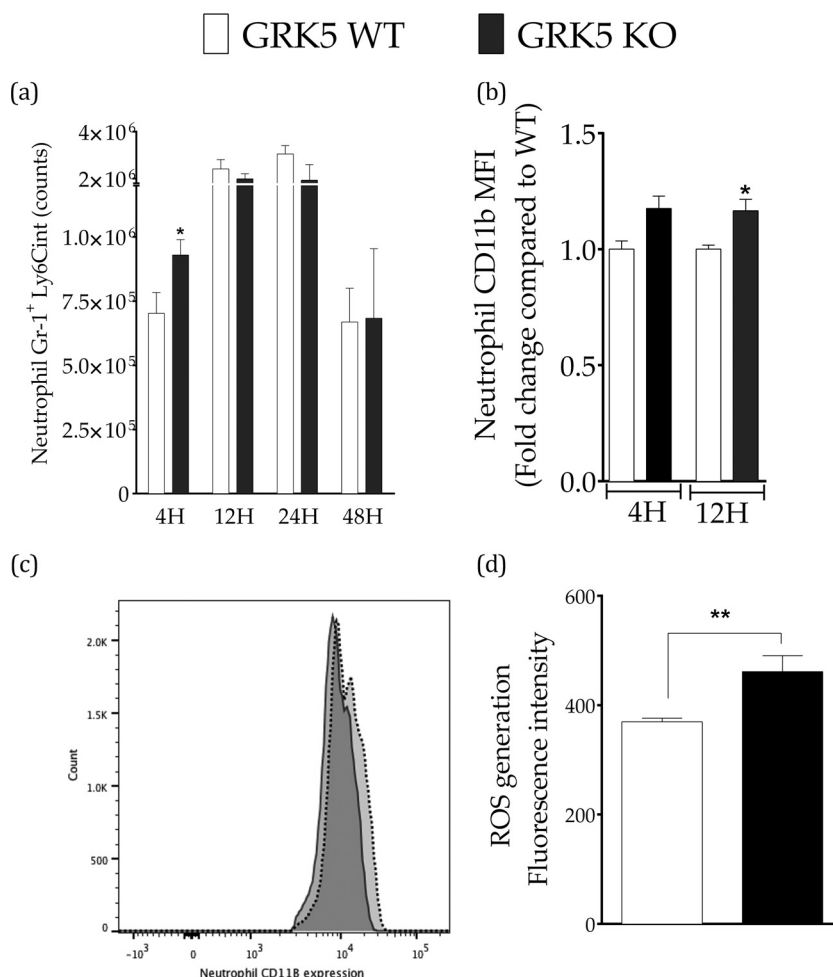 GRK5 WT GRK5 KO
(a)
Neutrophil Gr-1+ Ly6Cint (counts)
4×10⁶
2×10⁶
1.0×10⁶
7.5×10⁵
5.0×10⁵
2.5×10⁵
0
*
4H 12H 24H 48H
(b)
Neutrophil CD11b MFI
(Fold change compared to WT)
1.5
1.0
0.5
0.0
*
4H 12H
(c)
Count
2.0K
1.5K
1.0K
500
0
-10³ 0 10³ 10⁴ 10⁵
Neutrophil CD11B expression
(d)
ROS generation
Fluorescence intensity
600
400
200
0
**